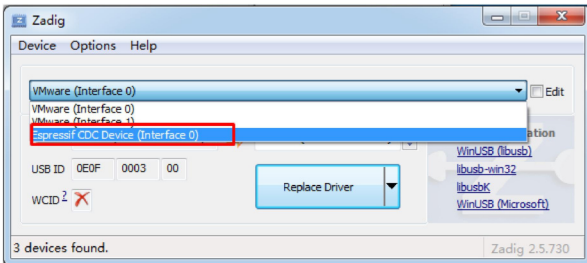 Zadig
Device Options Help
VMware (Interface 0)
Edit
VMware (Interface 0)
VMware (Interface 1)
Espressif CDC Device (Interface 0)
ation
WinUSB (libusb)
USB ID 0E0F 0003 00
libusb-win32
Replace Driver
libusbK
WCID ?
WinUSB (Microsoft)
3 devices found.
Zadig 2.5.730